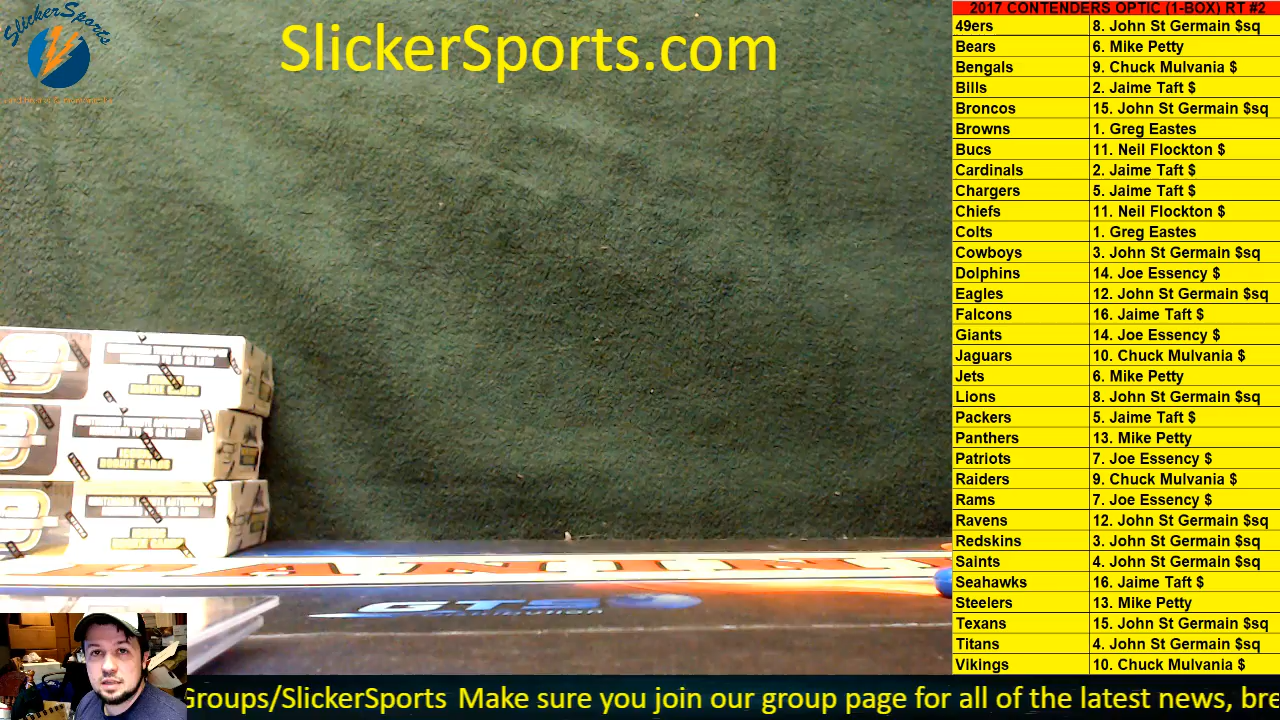 SlickerSports
SlickerSports.com
2017 CONTENDERS OPTIC (1-BOX) RT #2
49ers 8. John St Germain $sq
Bears 6. Mike Petty
Bengals 9. Chuck Mulvania $
Bills 2. Jaime Taft $
Broncos 15. John St Germain $sq
Browns 1. Greg Eastes
Bucs 11. Neil Flockton $
Cardinals 2. Jaime Taft $
Chargers 5. Jaime Taft $
Chiefs 11. Neil Flockton $
Colts 1. Greg Eastes
Cowboys 3. John St Germain $sq
Dolphins 14. Joe Essency $
Eagles 12. John St Germain $sq
Falcons 16. Jaime Taft $
Giants 14. Joe Essency $
Jaguars 10. Chuck Mulvania $
Jets 6. Mike Petty
Lions 8. John St Germain $sq
Packers 5. Jaime Taft $
Panthers 13. Mike Petty
Patriots 7. Joe Essency $
Raiders 9. Chuck Mulvania $
Rams 7. Joe Essency $
Ravens 12. John St Germain $sq
Redskins 3. John St Germain $sq
Saints 4. John St Germain $sq
Seahawks 16. Jaime Taft $
Steelers 13. Mike Petty
Texans 15. John St Germain $sq
Titans 4. John St Germain $sq
Vikings 10. Chuck Mulvania $
PANINI
GTS
Groups/SlickerSports Make sure you join our group page for all of the latest news, bre